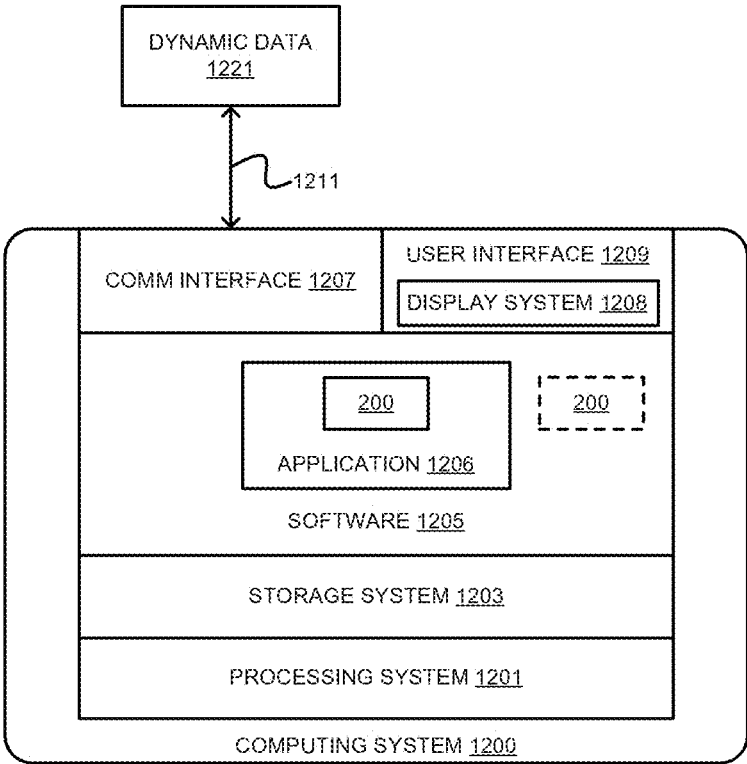 DYNAMIC DATA
1221
1211
COMM INTERFACE 1207
USER INTERFACE 1209
DISPLAY SYSTEM 1208
200
200
APPLICATION 1206
SOFTWARE 1205
STORAGE SYSTEM 1203
PROCESSING SYSTEM 1201
COMPUTING SYSTEM 1200